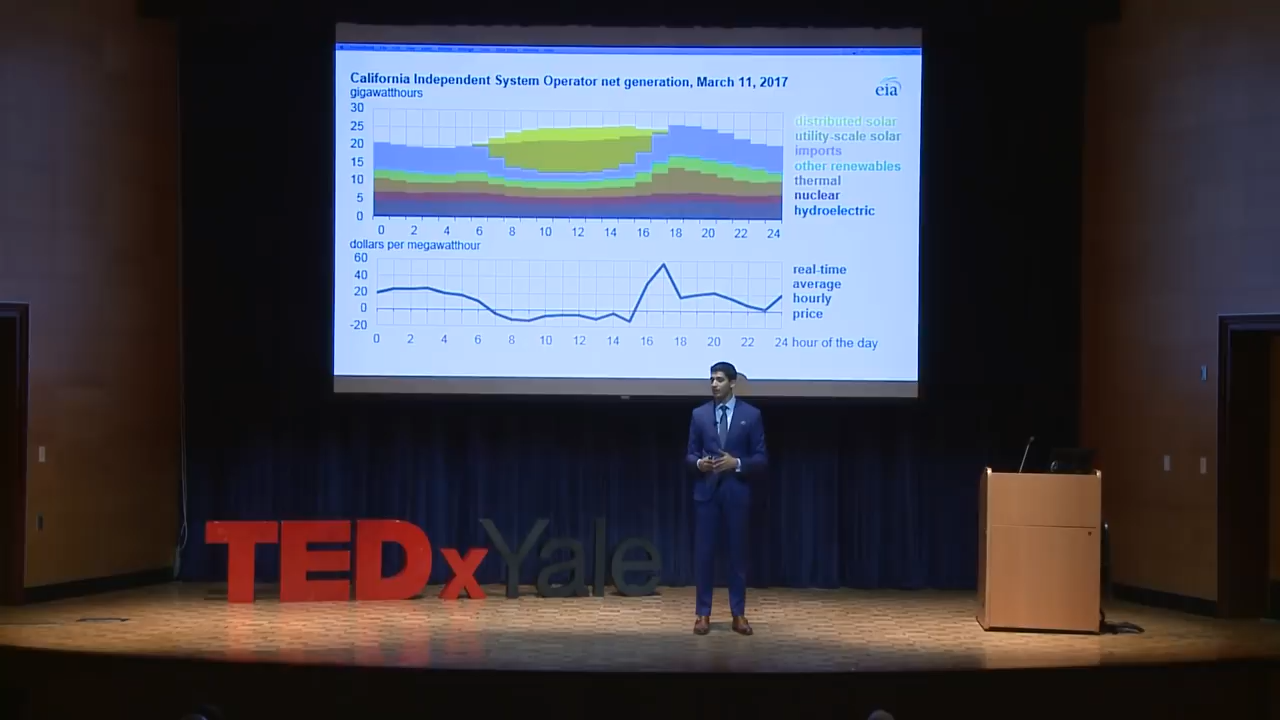 California Independent System Operator net generation, March 11, 2017
gigawatthours
eia
30
25
20
15
10
5
0
distributed solar
utility-scale solar
imports
other renewables
thermal
nuclear
hydroelectric
0 2 4 6 8 10 12 14 16 18 20 22 24
dollars per megawatthour
60
40
20
0
-20
real-time
average
hourly
price
0 2 4 6 8 10 12 14 16 18 20 22 24 hour of the day
TEDxYale